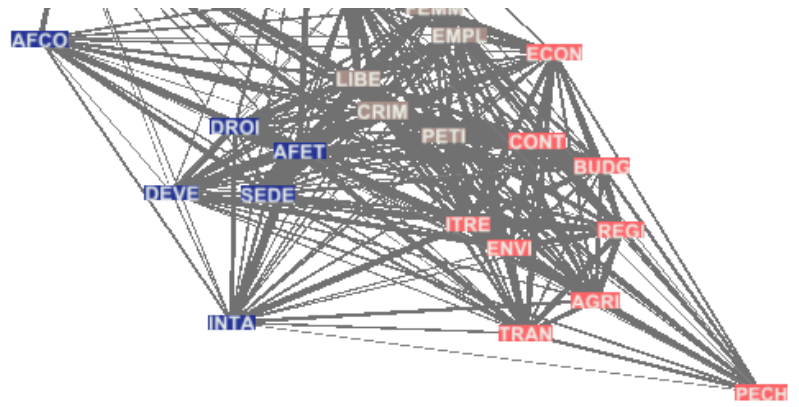 FEMM
EMPL
AFCO
ECON
LIBE
CRIM
DROI
PETI
CONT
AFET
BUDG
DEVE
SEDE
ITRE
REGI
ENVI
AGRI
INTA
TRAN
PECH